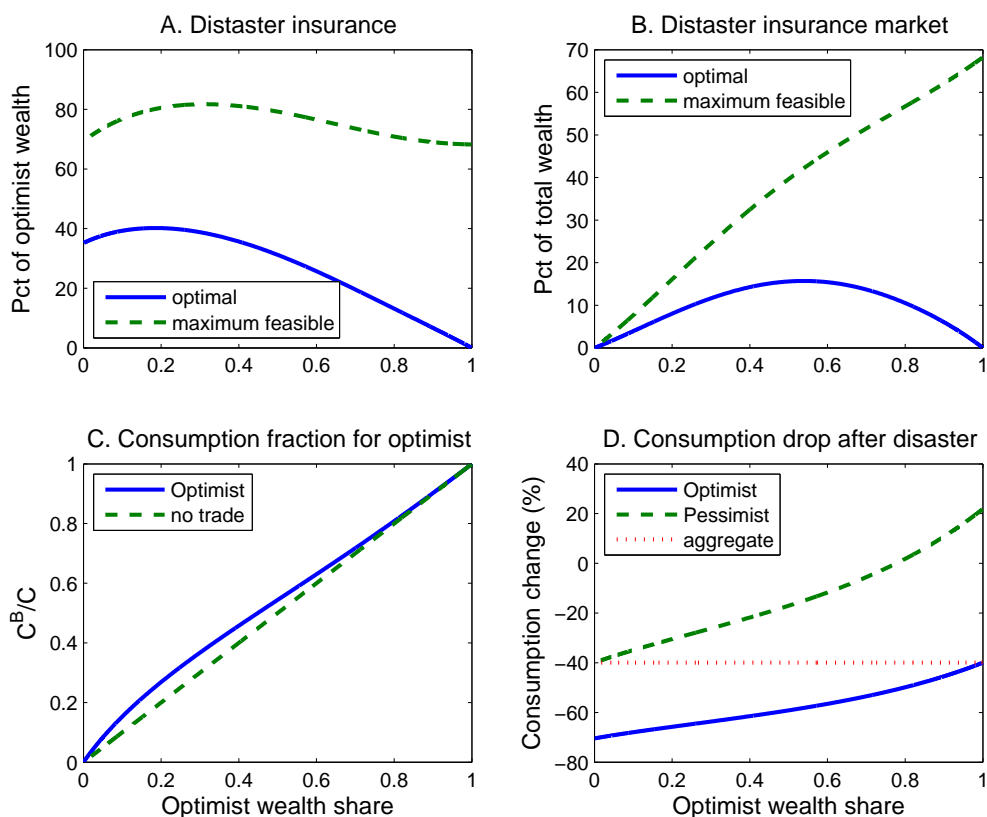 A. Distaster insurance
Pct of optimist wealth
100
80
60
40
20
0
optimal
maximum feasible
0
0.2
0.4
0.6
0.8
1
B. Distaster insurance market
Pct of total wealth
70
60
50
40
30
20
10
0
optimal
maximum feasible
0
0.2
0.4
0.6
0.8
1
C. Consumption fraction for optimist
C^B/C
1
0.8
0.6
0.4
0.2
0
Optimist
no trade
0
0.2
0.4
0.6
0.8
1
Optimist wealth share
D. Consumption drop after disaster
Consumption change (%)
40
20
0
−20
−40
−60
−80
Optimist
Pessimist
aggregate
0
0.2
0.4
0.6
0.8
1
Optimist wealth share